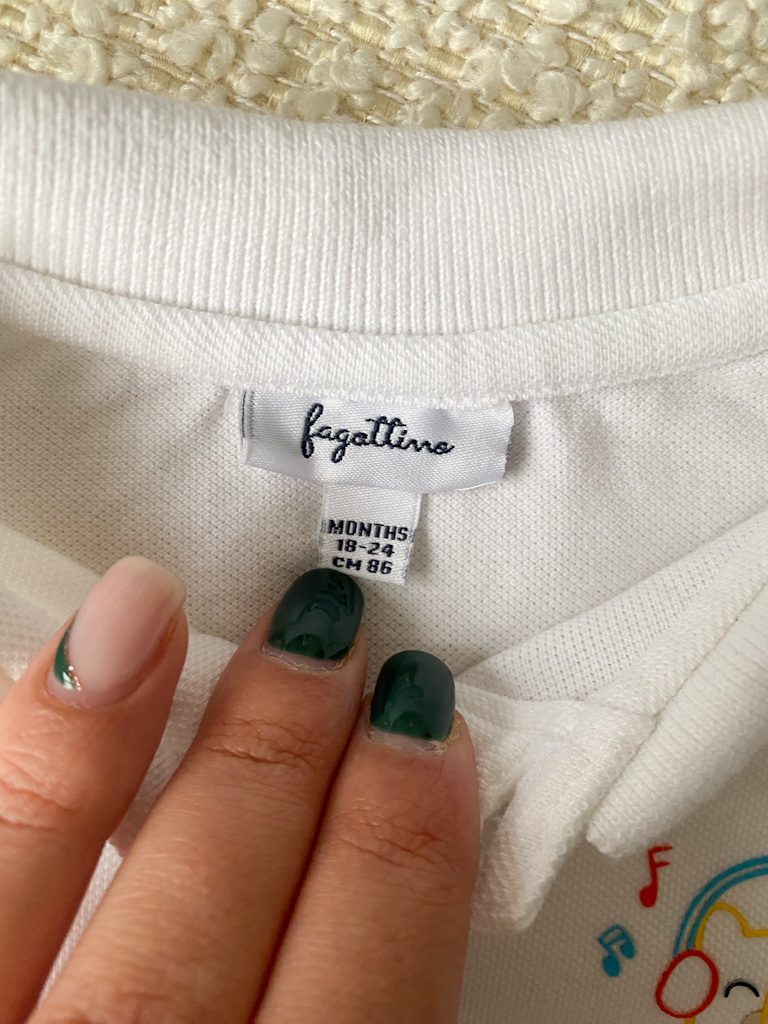 fagottino
MONTHS
18-24
CM 86